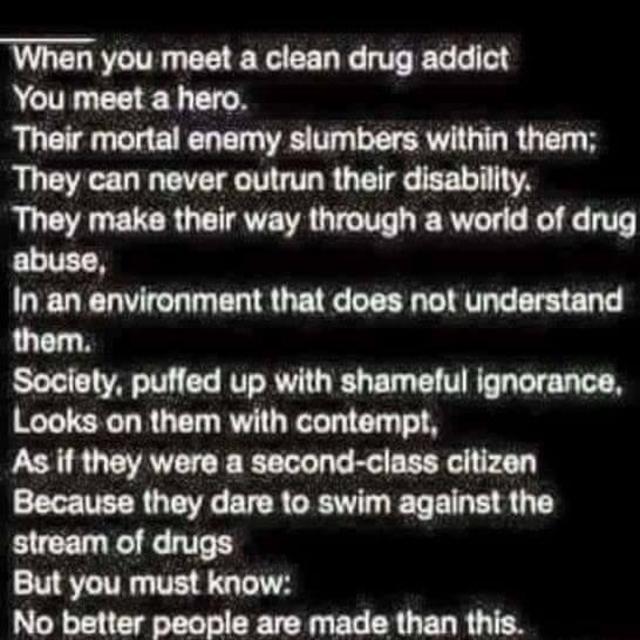 When you meet a clean drug addict
You meet a hero.
Their mortal enemy slumbers within them;
They can never outrun their disability.
They make their way through a world of drug
abuse,
In an environment that does not understand
them.
Society, puffed up with shameful ignorance,
Looks on them with contempt,
As if they were a second-class citizen
Because they dare to swim against the
stream of drugs
But you must know:
No better people are made than this.